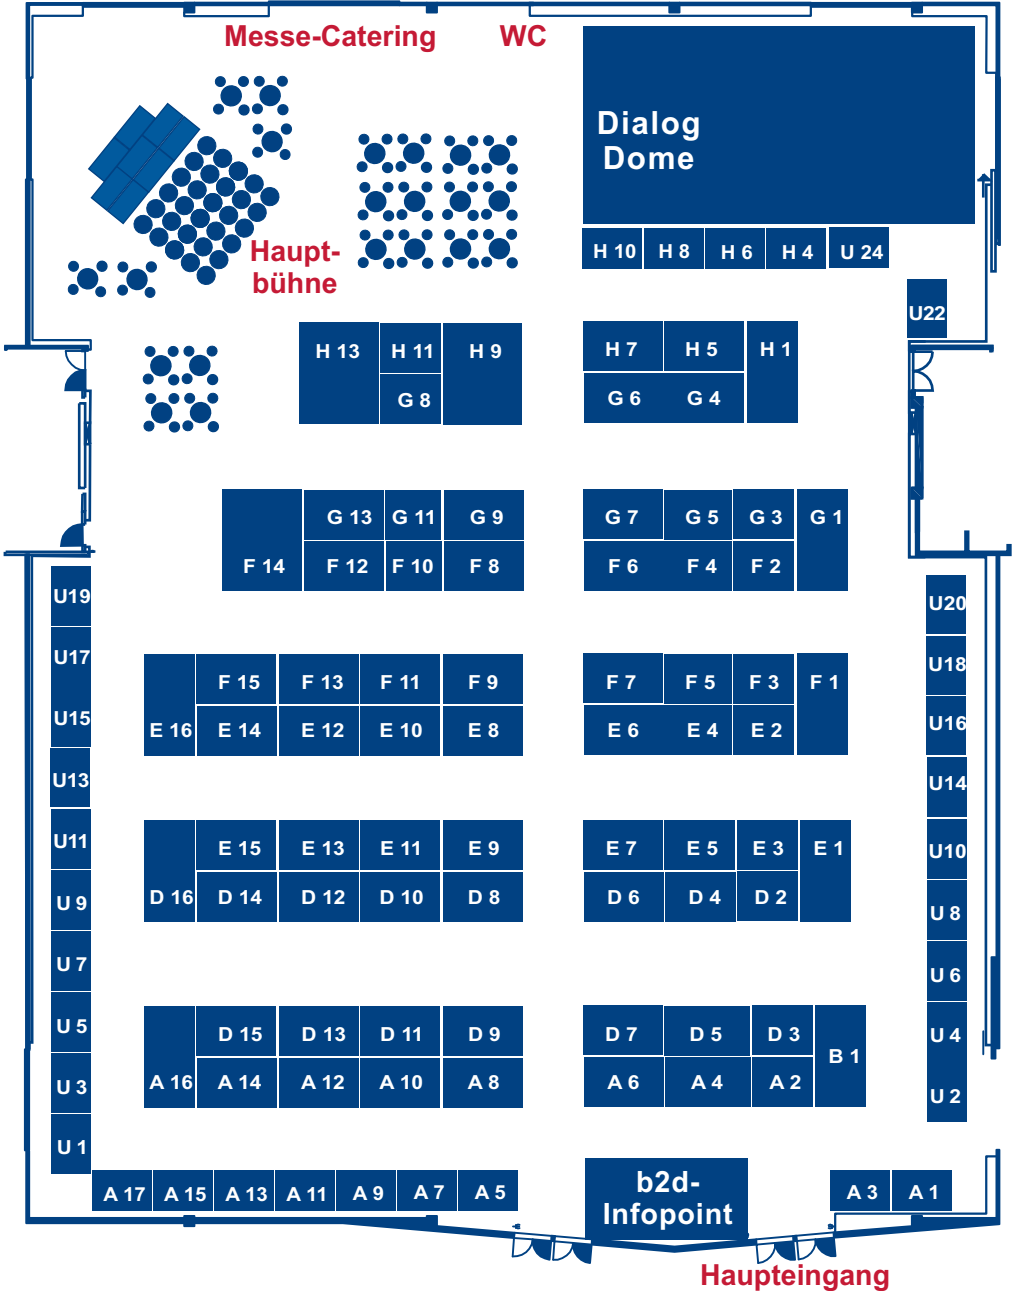 Messe-Catering WC
Dialog
Dome
Haupt-
bühne
H 10 H 8 H 6 H 4 U 24
U22
H 13 H 11 H 9 H 7 H 5 H 1
G 8 G 6 G 4
G 13 G 11 G 9 G 7 G 5 G 3 G 1
F 14 F 12 F 10 F 8 F 6 F 4 F 2
U19 U20
U17 U18
F 15 F 13 F 11 F 9 F 7 F 5 F 3 F 1
U15 U16
E 16 E 14 E 12 E 10 E 8 E 6 E 4 E 2
U13 U14
U11 U10
E 15 E 13 E 11 E 9 E 7 E 5 E 3 E 1
D 16 D 14 D 12 D 10 D 8 D 6 D 4 D 2
U 9 U 8
U 7 U 6
U 5 U 4
D 15 D 13 D 11 D 9 D 7 D 5 D 3
B 1
A 16 A 14 A 12 A 10 A 8 A 6 A 4 A 2
U 3 U 2
U 1
A 17 A 15 A 13 A 11 A 9 A 7 A 5
b2d-
Infopoint
A 3 A 1
Haupteingang